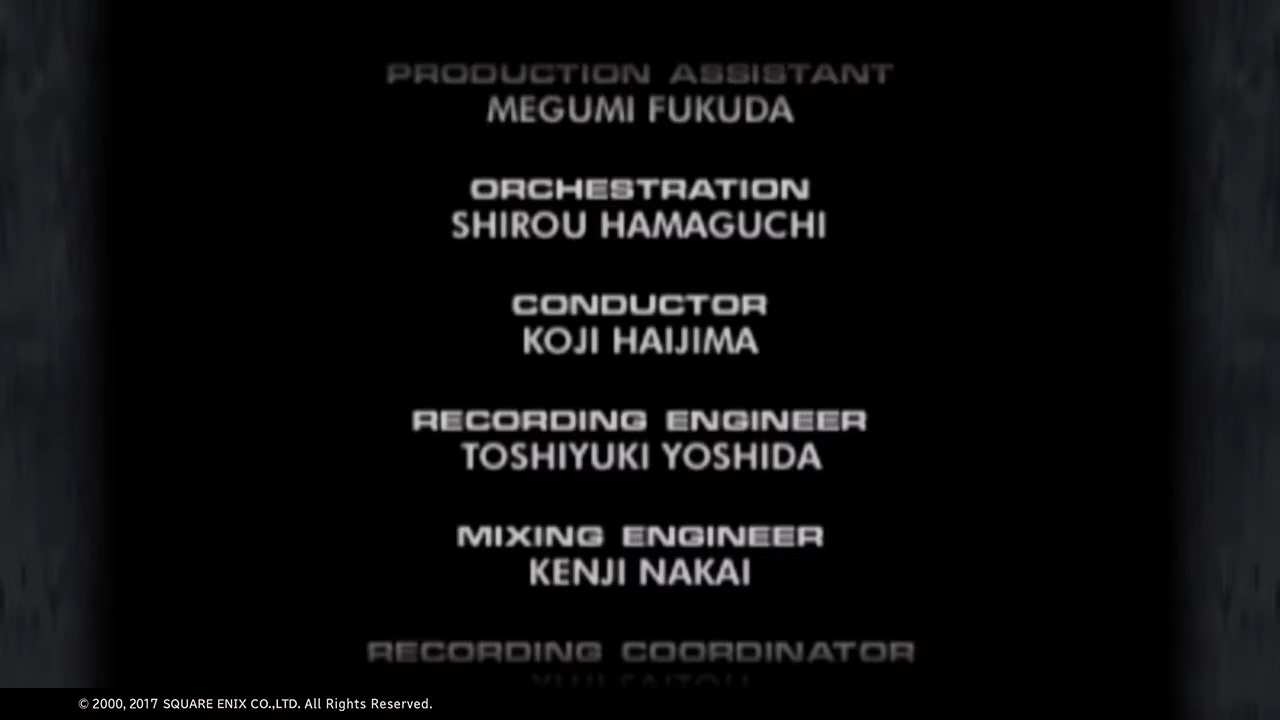 PRODUCTION ASSISTANT
MEGUMI FUKUDA
ORCHESTRATION
SHIROU HAMAGUCHI
CONDUCTOR
KOJI HAIJIMA
RECORDING ENGINEER
TOSHIYUKI YOSHIDA
MIXING ENGINEER
KENJI NAKAI
RECORDING COORDINATOR
© 2000, 2017 SQUARE ENIX CO.,LTD. All Rights Reserved.